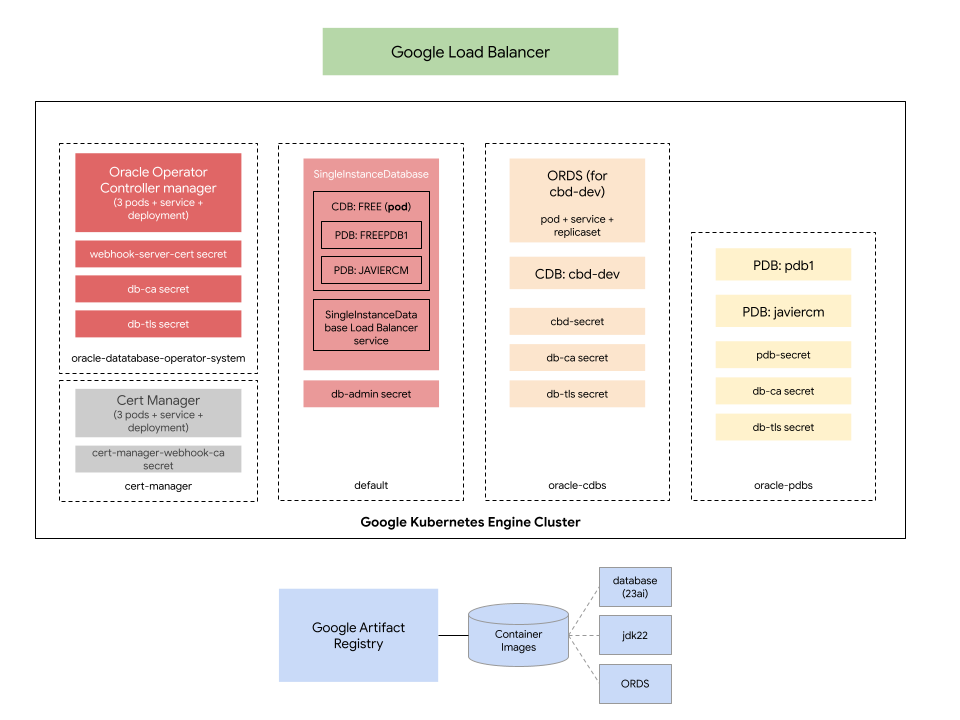 Google Load Balancer
Oracle Operator
Controller manager
(3 pods + service +
deployment)
webhook-server-cert secret
db-ca secret
db-tls secret
oracle-datatabase-operator-system
Cert Manager
(3 pods + service +
deployment)
cert-manager-webhook-ca
secret
cert-manager
SingleInstanceDatabase
CDB: FREE (pod)
PDB: FREEPDB1
PDB: JAVIERCM
SingleInstanceData
base Load Balancer
service
db-admin secret
default
ORDS (for
cbd-dev)
pod + service +
replicaset
CDB: cbd-dev
cbd-secret
db-ca secret
db-tls secret
oracle-cdbs
PDB: pdb1
PDB: javiercm
pdb-secret
db-ca secret
db-tls secret
oracle-pdbs
Google Kubernetes Engine Cluster
Google Artifact
Registry
Container
Images
database
(23ai)
jdk22
ORDS